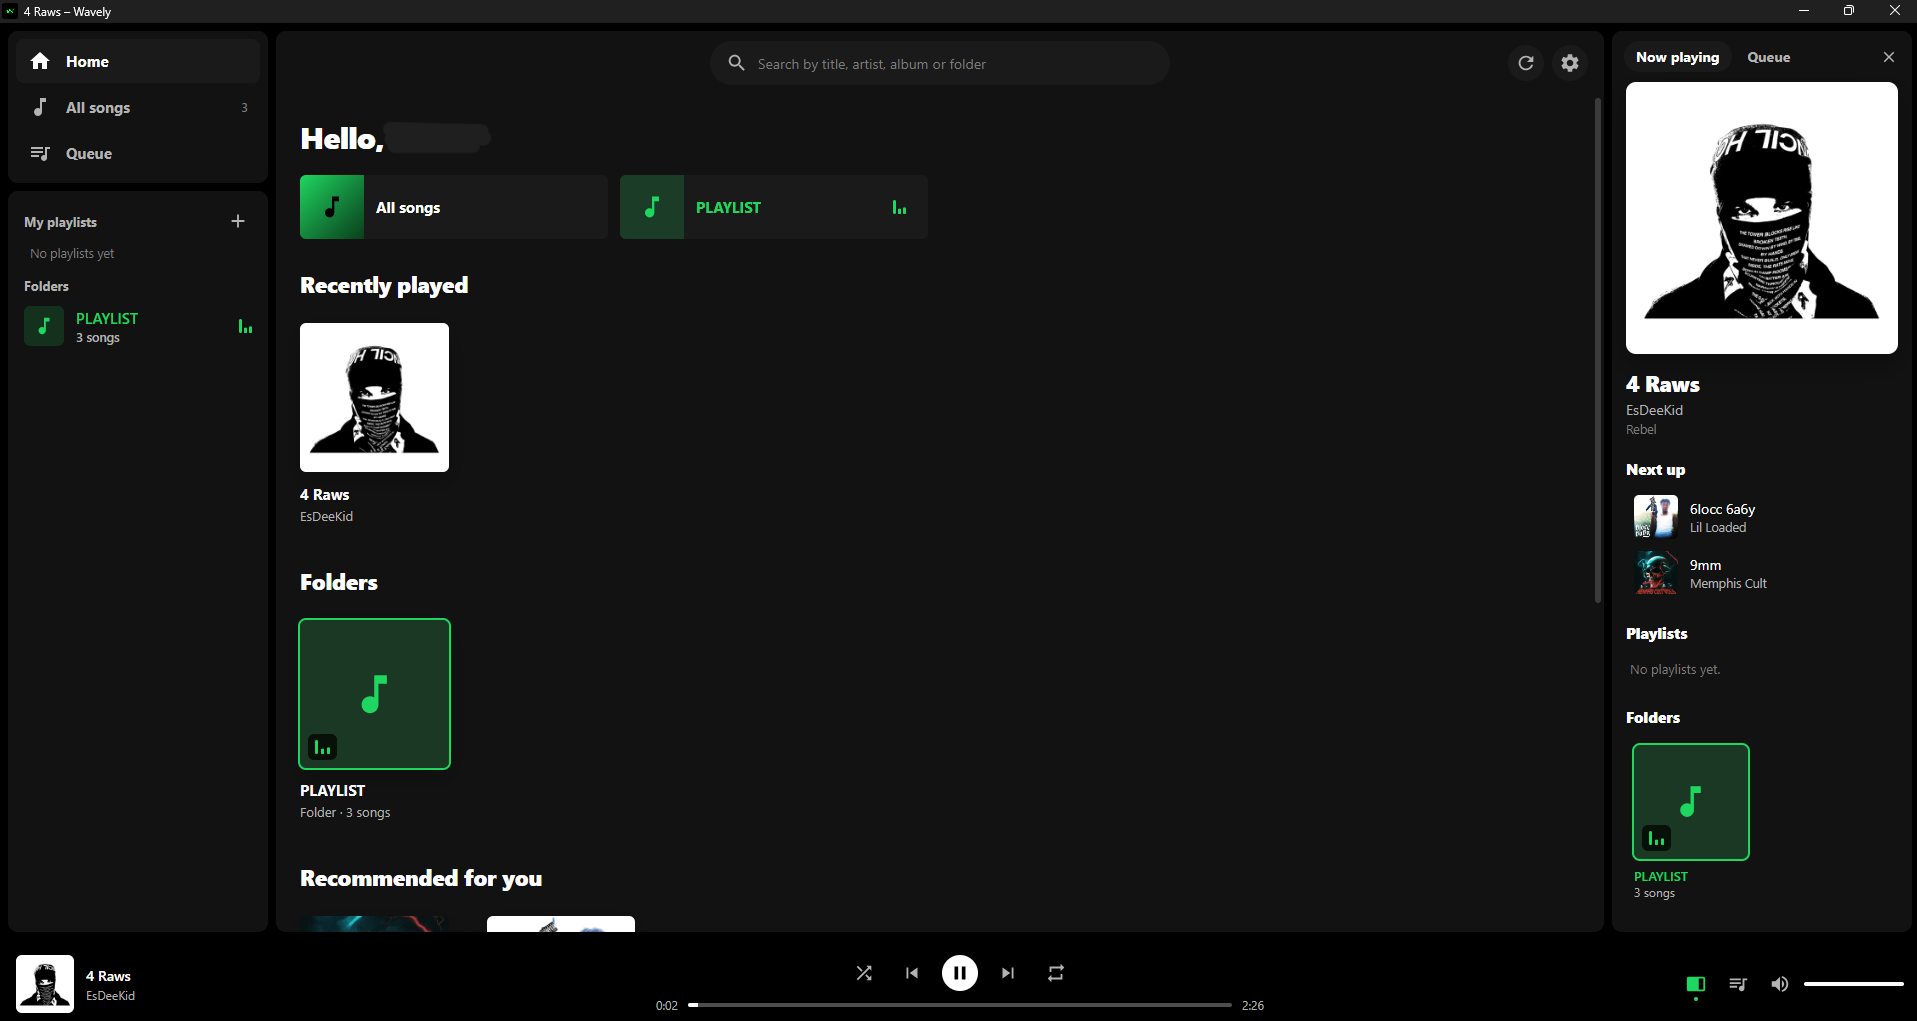 4 Raws – Wavely
Home
All songs
3
Queue
My playlists
No playlists yet
Folders
PLAYLIST
3 songs
Search by title, artist, album or folder
Hello,
All songs
PLAYLIST
Recently played
4 Raws
EsDeeKid
Folders
PLAYLIST
Folder · 3 songs
Recommended for you
Now playing
Queue
4 Raws
EsDeeKid
Rebel
Next up
6locc 6a6y
Lil Loaded
9mm
Memphis Cult
Playlists
No playlists yet.
Folders
PLAYLIST
3 songs
4 Raws
EsDeeKid
0:02
2:26